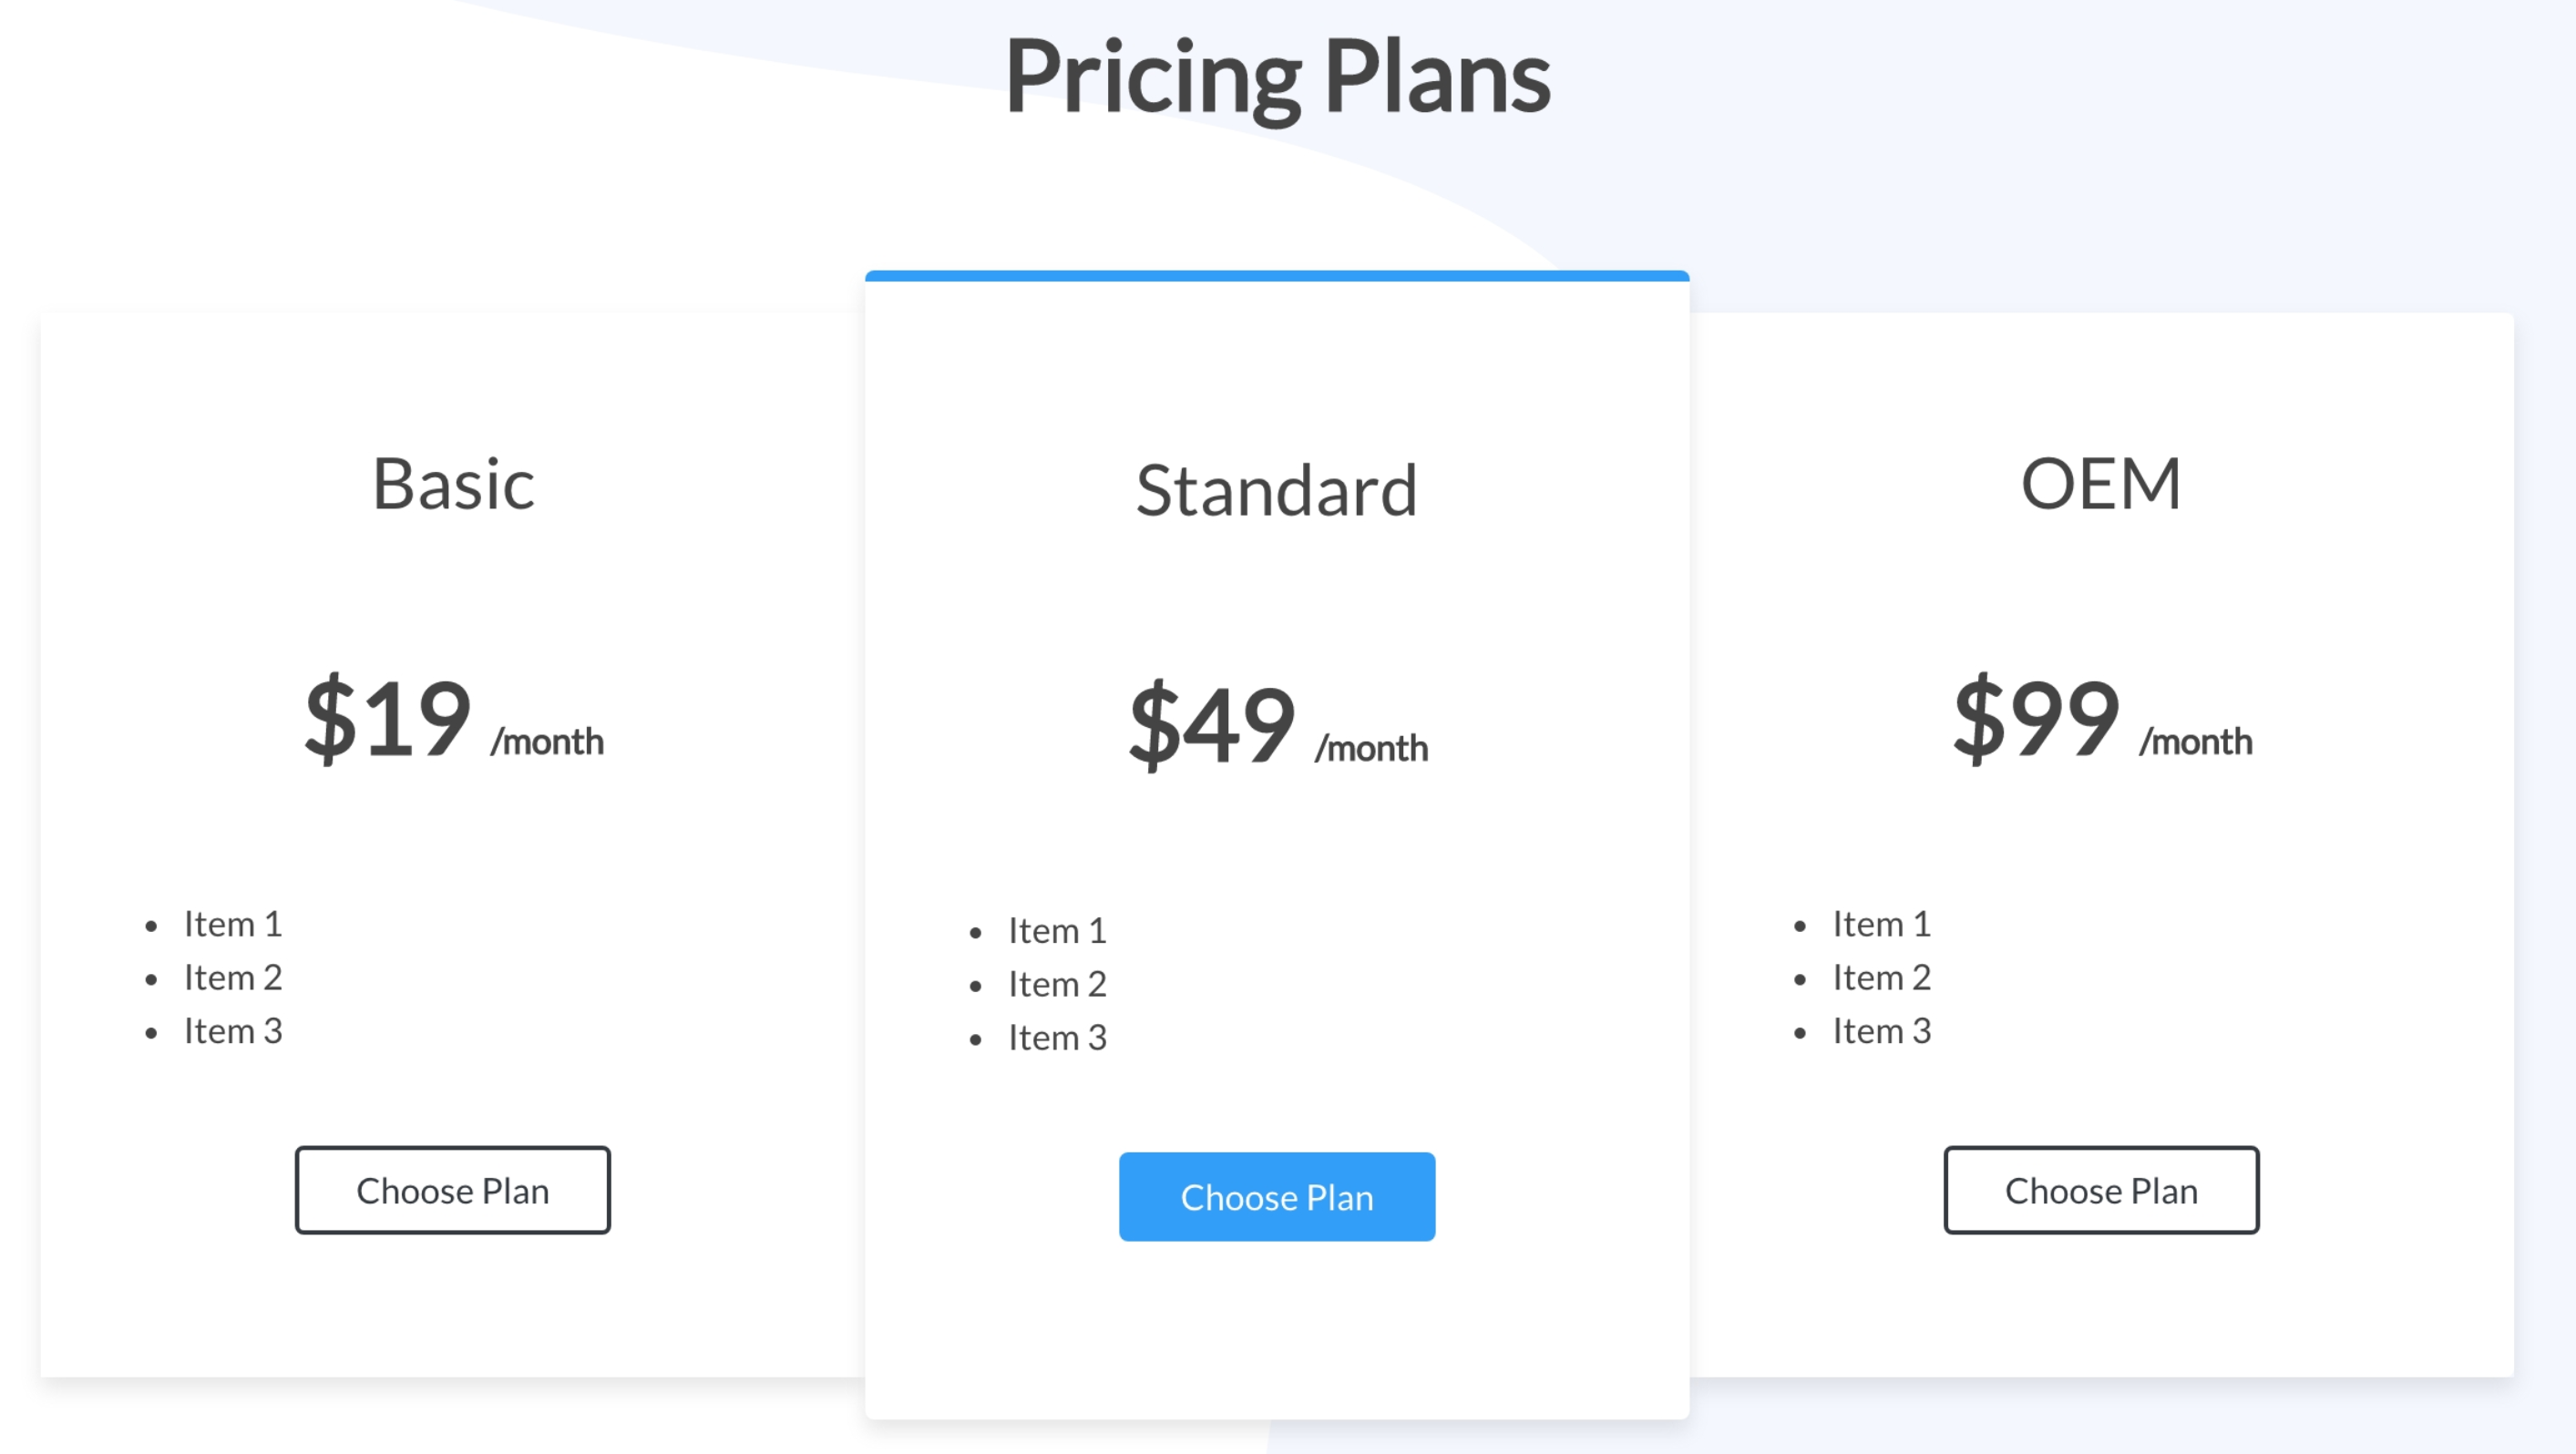 Pricing Plans
Basic
$19 /month
• Item 1
• Item 2
• Item 3
Choose Plan
Standard
$49 /month
• Item 1
• Item 2
• Item 3
Choose Plan
OEM
$99 /month
• Item 1
• Item 2
• Item 3
Choose Plan